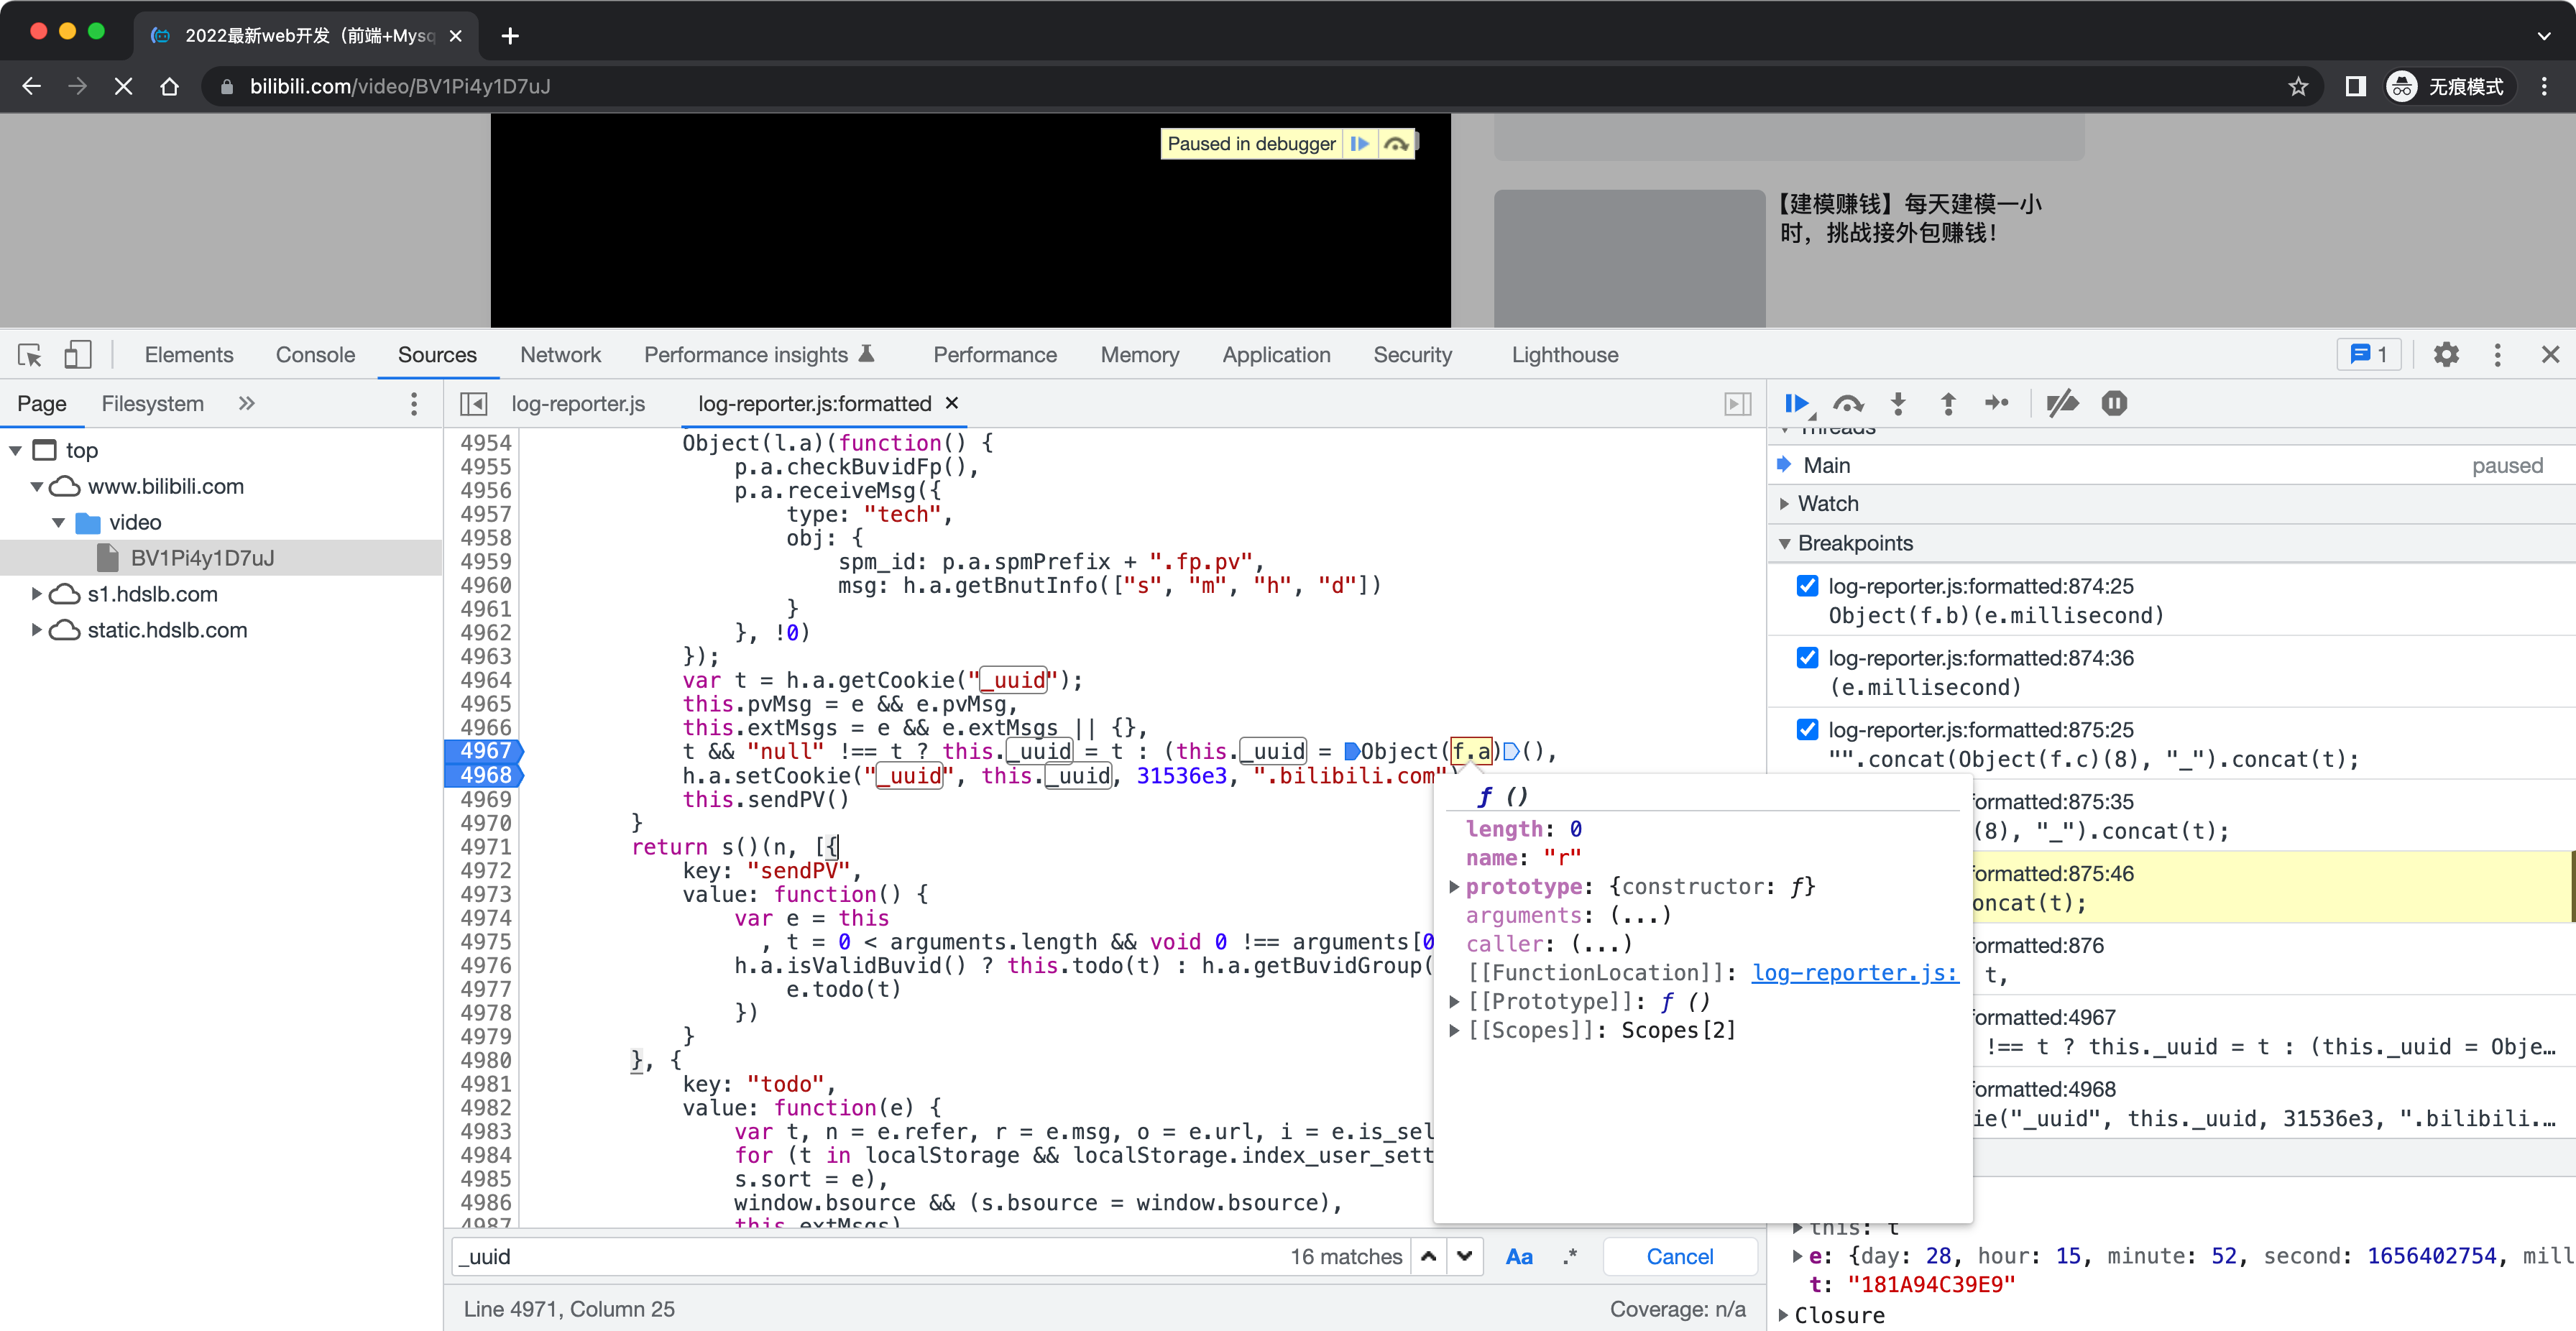 2022最新web开发（前端+Mysq
bilibili.com/video/BV1Pi4y1D7uJ
无痕模式
Paused in debugger
【建模赚钱】每天建模一小
时，挑战接外包赚钱！
Elements Console Sources Network Performance insights Performance Memory Application Security Lighthouse 1
Page Filesystem
log-reporter.js log-reporter.js:formatted
top
www.bilibili.com
video
BV1Pi4y1D7uJ
s1.hdslb.com
static.hdslb.com
4954 Object(l.a)(function() {
4955 p.a.checkBuvidFp(),
4956 p.a.receiveMsg({
4957 type: "tech",
4958 obj: {
4959 spm_id: p.a.spmPrefix + ".fp.pv",
4960 msg: h.a.getBnutInfo(["s", "m", "h", "d"])
4961 }
4962 }, !0)
4963 });
4964 var t = h.a.getCookie("_uuid");
4965 this.pvMsg = e && e.pvMsg,
4966 this.extMsgs = e && e.extMsgs || {},
4967 t && "null" !== t ? this._uuid = t : (this._uuid = Object(f.a)(),
4968 h.a.setCookie("_uuid", this._uuid, 31536e3, ".bilibili.com")
4969 this.sendPV()
4970 }
4971 return s()(n, [{
4972 key: "sendPV",
4973 value: function() {
4974 var e = this
4975 , t = 0 < arguments.length && void 0 !== arguments[0
4976 h.a.isValidBuvid() ? this.todo(t) : h.a.getBuvidGroup(
4977 e.todo(t)
4978 })
4979 }
4980 }, {
4981 key: "todo",
4982 value: function(e) {
4983 var t, n = e.refer, r = e.msg, o = e.url, i = e.is_sel
4984 for (t in localStorage && localStorage.index_user_sett
4985 s.sort = e),
4986 window.bsource && (s.bsource = window.bsource),
4987 this.extMsgs)
ƒ ()
length: 0
name: "r"
prototype: {constructor: ƒ}
arguments: (...)
caller: (...)
[[FunctionLocation]]: log-reporter.js:
[[Prototype]]: ƒ ()
[[Scopes]]: Scopes[2]
_uuid 16 matches Aa .* Cancel
Line 4971, Column 25 Coverage: n/a
Threads
Main paused
Watch
Breakpoints
log-reporter.js:formatted:874:25
Object(f.b)(e.millisecond)
log-reporter.js:formatted:874:36
(e.millisecond)
log-reporter.js:formatted:875:25
"".concat(Object(f.c)(8), "_").concat(t);
formatted:875:35
(8), "_").concat(t);
formatted:875:46
oncat(t);
formatted:876
t,
formatted:4967
!== t ? this._uuid = t : (this._uuid = Obje…
formatted:4968
ie("_uuid", this._uuid, 31536e3, ".bilibili.…
this: t
e: {day: 28, hour: 15, minute: 52, second: 1656402754, mill
t: "181A94C39E9"
Closure